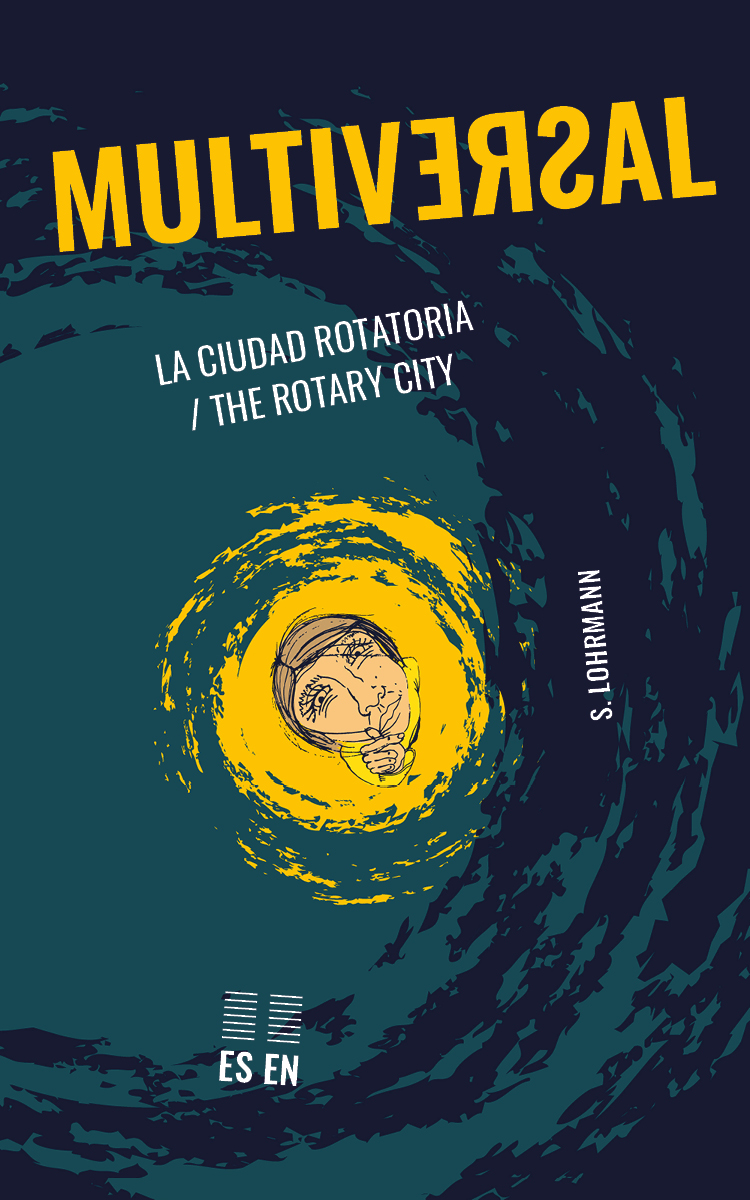 MULTIVERSAL
LA CIUDAD ROTATORIA
/ THE ROTARY CITY
S. LOHRMANN
ES EN